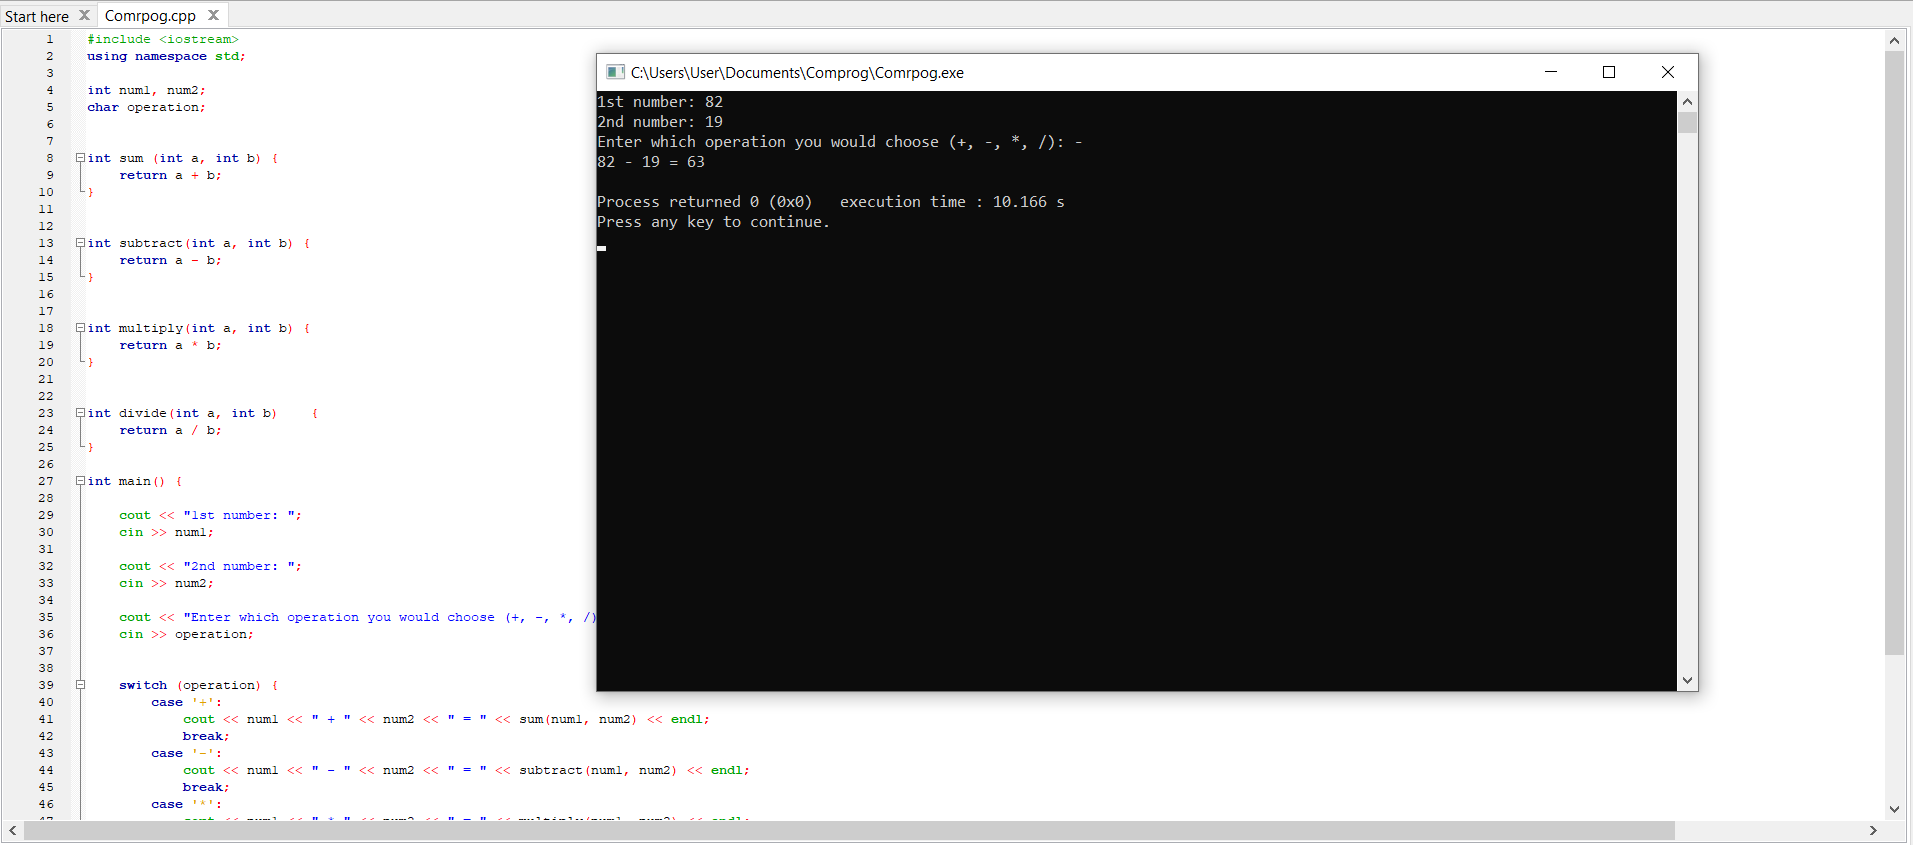 Start here
Comrpog.cpp
1 #include <iostream>
2 using namespace std;
3
4 int num1, num2;
5 char operation;
6
7
8 int sum (int a, int b) {
9 return a + b;
10 }
11
12
13 int subtract(int a, int b) {
14 return a - b;
15 }
16
17
18 int multiply(int a, int b) {
19 return a * b;
20 }
21
22
23 int divide(int a, int b)    {
24 return a / b;
25 }
26
27 int main() {
28
29 cout << "1st number: ";
30 cin >> num1;
31
32 cout << "2nd number: ";
33 cin >> num2;
34
35 cout << "Enter which operation you would choose (+, -, *, /)
36 cin >> operation;
37
38
39 switch (operation) {
40 case '+':
41 cout << num1 << " + " << num2 << " = " << sum(num1, num2) << endl;
42 break;
43 case '-':
44 cout << num1 << " - " << num2 << " = " << subtract(num1, num2) << endl;
45 break;
46 case '*':
47 cout << num1 << " * " << num2 << " = " << multiply(num1, num2) << endl;
C:\Users\User\Documents\Comprog\Comrpog.exe
1st number: 82
2nd number: 19
Enter which operation you would choose (+, -, *, /): -
82 - 19 = 63
Process returned 0 (0x0)   execution time : 10.166 s
Press any key to continue.